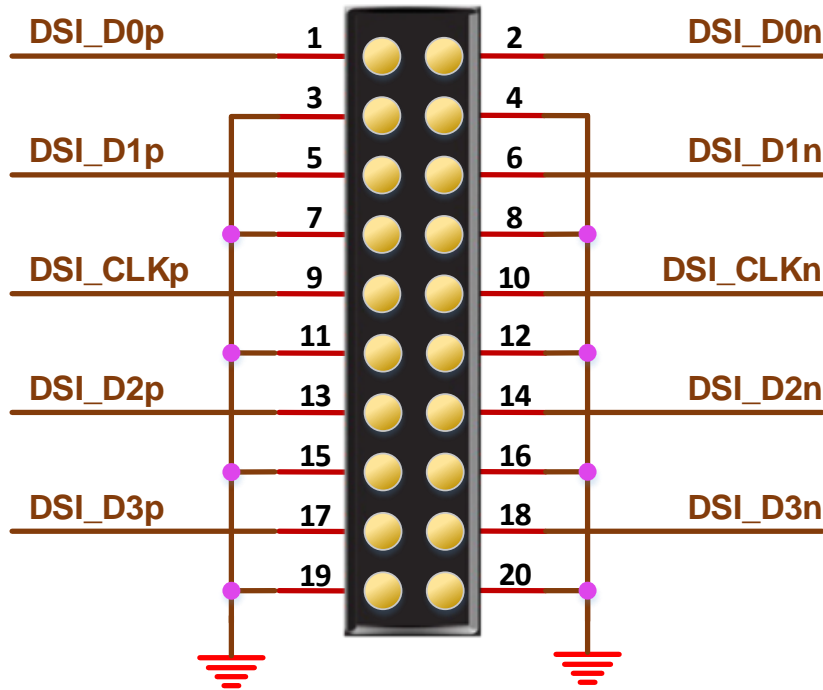 DSI_D0p 1 2 DSI_D0n
3 4
DSI_D1p 5 6 DSI_D1n
7 8
DSI_CLKp 9 10 DSI_CLKn
11 12
DSI_D2p 13 14 DSI_D2n
15 16
DSI_D3p 17 18 DSI_D3n
19 20